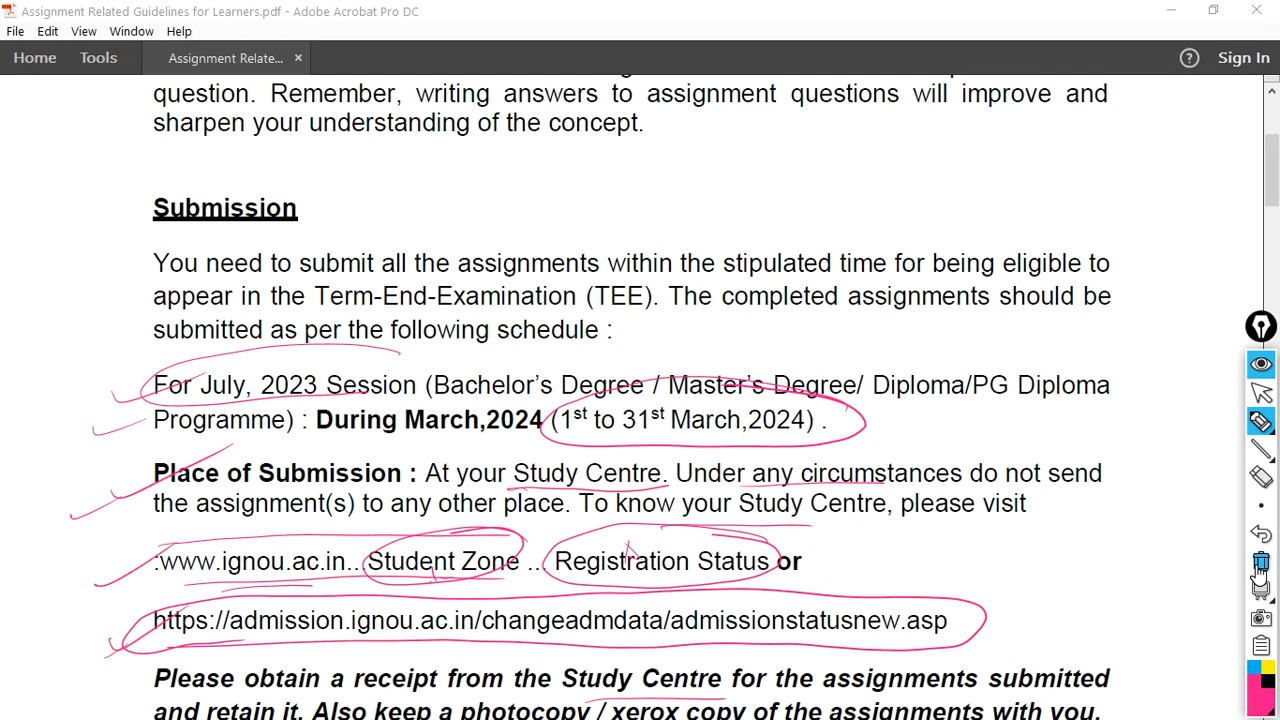 Assignment Related Guidelines for Learners.pdf - Adobe Acrobat Pro DC
File Edit View Window Help
Home Tools Assignment Relate... × Sign In
question. Remember, writing answers to assignment questions will improve and
sharpen your understanding of the concept.
Submission
You need to submit all the assignments within the stipulated time for being eligible to
appear in the Term-End-Examination (TEE). The completed assignments should be
submitted as per the following schedule :
For July, 2023 Session (Bachelor's Degree / Master's Degree/ Diploma/PG Diploma
Programme) : During March,2024 (1st to 31st March,2024) .
Place of Submission : At your Study Centre. Under any circumstances do not send
the assignment(s) to any other place. To know your Study Centre, please visit
:www.ignou.ac.in.. Student Zone .. Registration Status or
https://admission.ignou.ac.in/changeadmdata/admissionstatusnew.asp
Please obtain a receipt from the Study Centre for the assignments submitted
and retain it. Also keep a photocopy / xerox copy of the assignments with you.